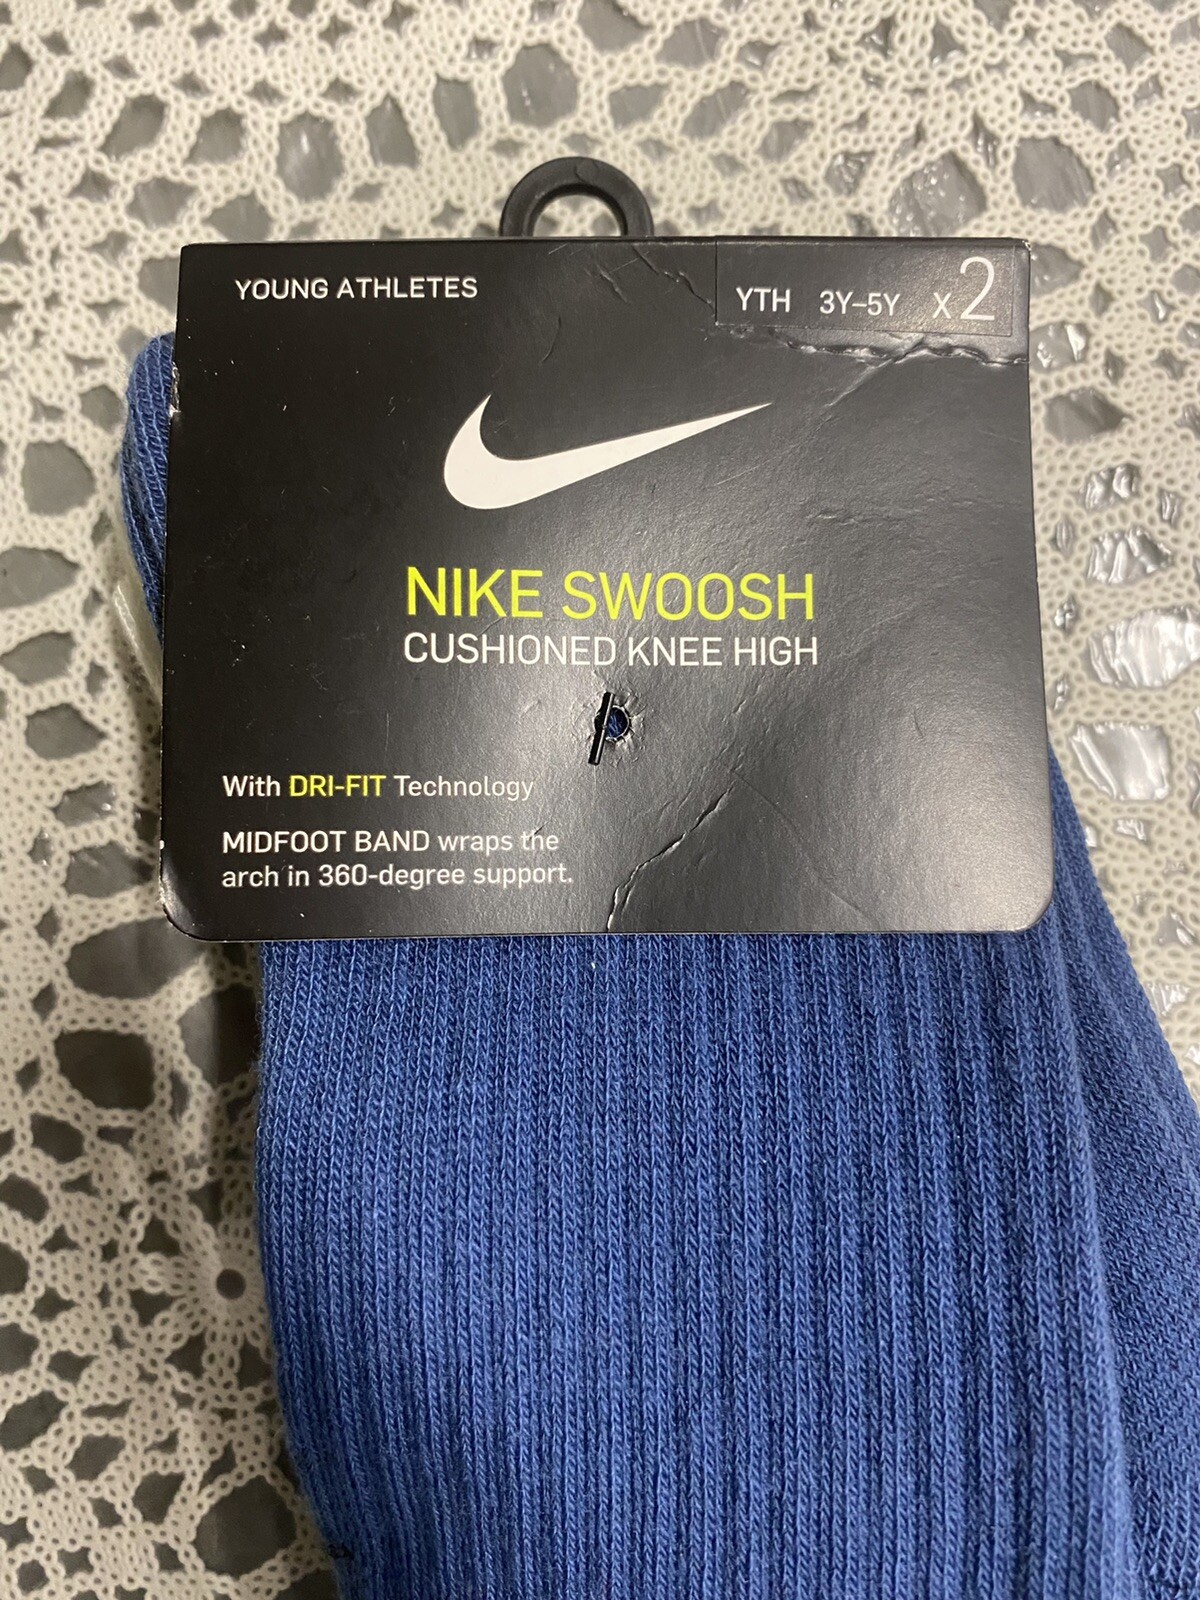 YOUNG ATHLETES
YTH 3Y-5Y x2
NIKE SWOOSH
CUSHIONED KNEE HIGH
With DRI-FIT Technology
MIDFOOT BAND wraps the
arch in 360-degree support.